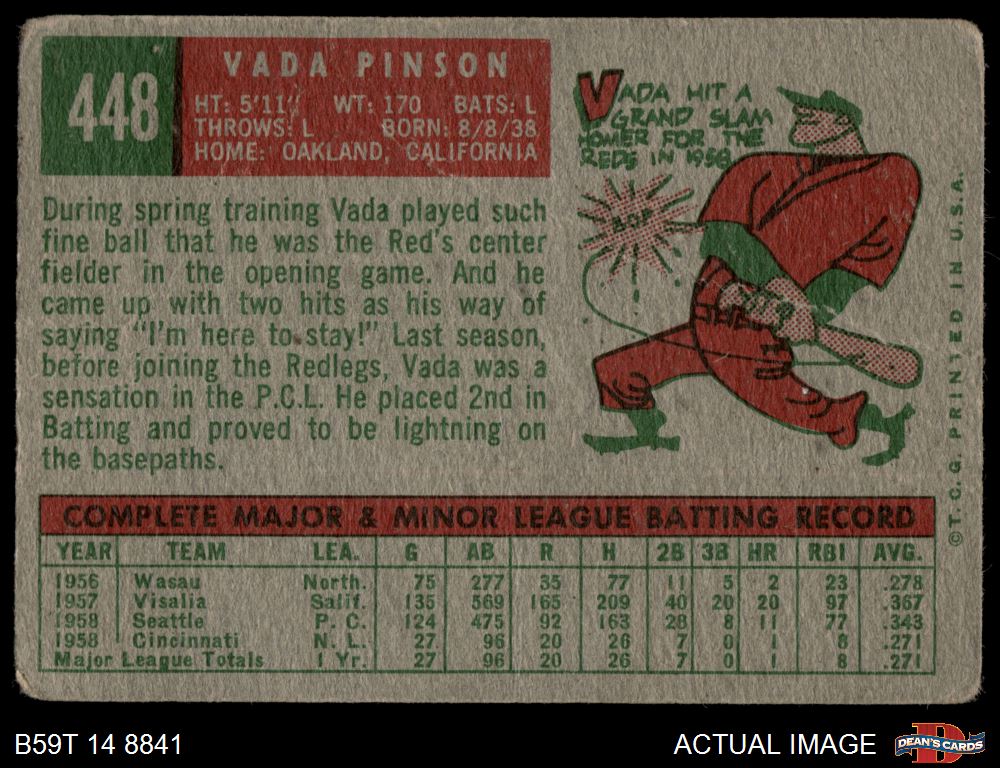 448
VADA PINSON
HT: 5'11" WT: 170 BATS: L
THROWS: L BORN: 8/8/38
HOME: OAKLAND, CALIFORNIA
During spring training Vada played such
fine ball that he was the Red's center
fielder in the opening game. And he
came up with two hits as his way of
saying "I'm here to stay!" Last season,
before joining the Redlegs, Vada was a
sensation in the P.C.L. He placed 2nd in
Batting and proved to be lightning on
the basepaths.
VADA HIT A
GRAND SLAM
HOMER FOR THE
REDS IN 1958
BOP
©T.C.G. PRINTED IN U.S.A.
COMPLETE MAJOR & MINOR LEAGUE BATTING RECORD
YEAR TEAM LEA. G AB R H 2B 3B HR RBI AVG.
1956 Wasau North. 75 277 35 77 11 5 2 23 .278
1957 Visalia Salif. 135 569 165 209 40 20 20 97 .367
1958 Seattle P. C. 124 475 92 163 28 8 11 77 .343
1958 Cincinnati N. L. 27 96 20 26 7 0 1 8 .271
Major League Totals 1 Yr. 27 96 20 26 7 0 1 8 .271
B59T 14 8841
ACTUAL IMAGE
D
DEAN'S CARDS